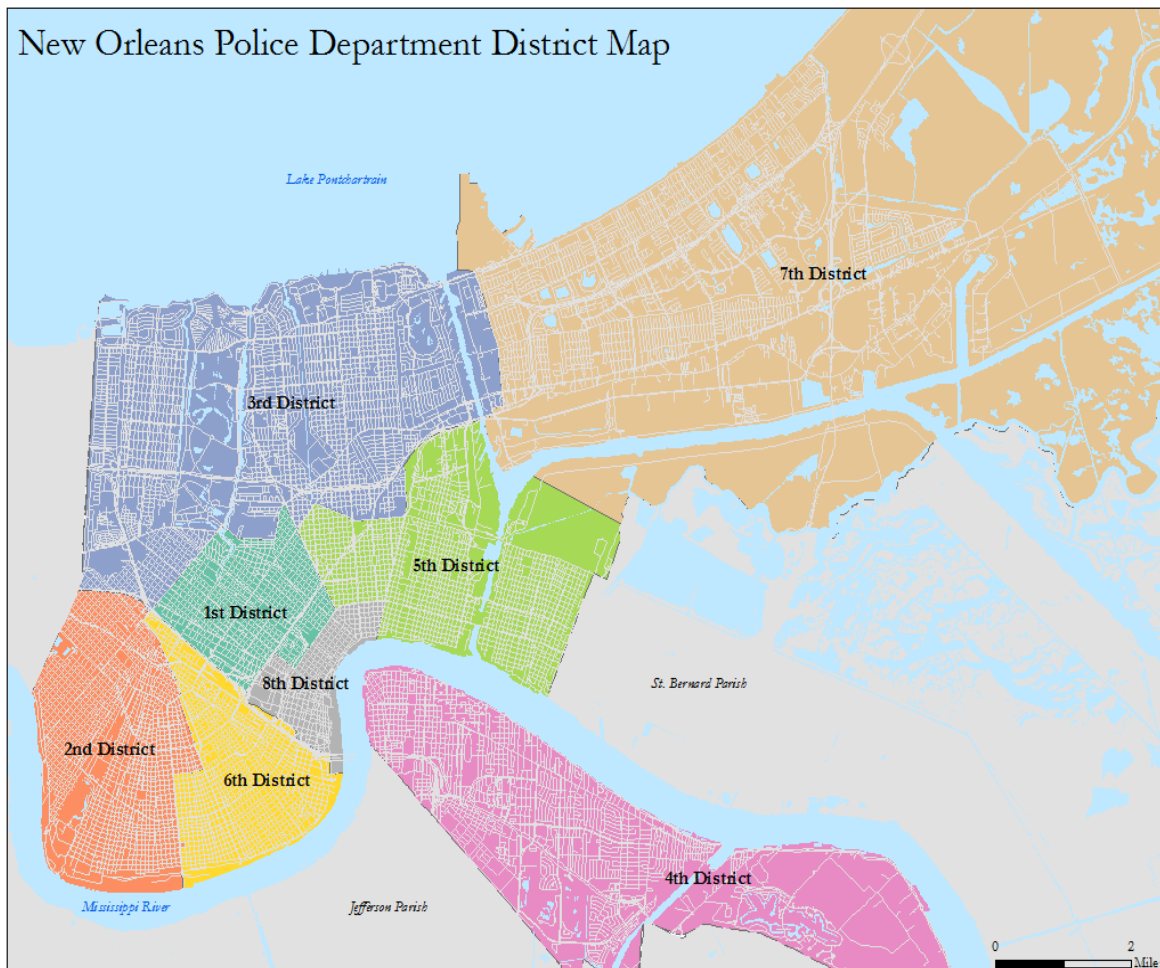 New Orleans Police Department District Map
Lake Pontchartrain
7th District
3rd District
5th District
1st District
8th District
St. Bernard Parish
2nd District
6th District
4th District
Mississippi River
Jefferson Parish
0 2
Mile